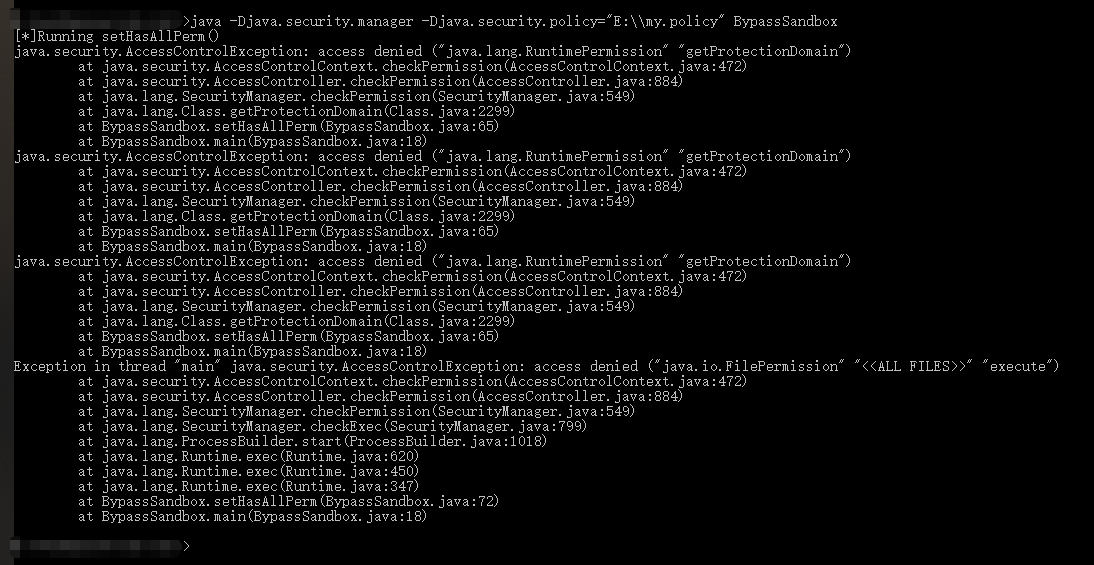 >java -Djava.security.manager -Djava.security.policy="E:\\my.policy" BypassSandbox
[*]Running setHasAllPerm()
java.security.AccessControlException: access denied ("java.lang.RuntimePermission" "getProtectionDomain")
at java.security.AccessControlContext.checkPermission(AccessControlContext.java:472)
at java.security.AccessController.checkPermission(AccessController.java:884)
at java.lang.SecurityManager.checkPermission(SecurityManager.java:549)
at java.lang.Class.getProtectionDomain(Class.java:2299)
at BypassSandbox.setHasAllPerm(BypassSandbox.java:65)
at BypassSandbox.main(BypassSandbox.java:18)
java.security.AccessControlException: access denied ("java.lang.RuntimePermission" "getProtectionDomain")
at java.security.AccessControlContext.checkPermission(AccessControlContext.java:472)
at java.security.AccessController.checkPermission(AccessController.java:884)
at java.lang.SecurityManager.checkPermission(SecurityManager.java:549)
at java.lang.Class.getProtectionDomain(Class.java:2299)
at BypassSandbox.setHasAllPerm(BypassSandbox.java:65)
at BypassSandbox.main(BypassSandbox.java:18)
java.security.AccessControlException: access denied ("java.lang.RuntimePermission" "getProtectionDomain")
at java.security.AccessControlContext.checkPermission(AccessControlContext.java:472)
at java.security.AccessController.checkPermission(AccessController.java:884)
at java.lang.SecurityManager.checkPermission(SecurityManager.java:549)
at java.lang.Class.getProtectionDomain(Class.java:2299)
at BypassSandbox.setHasAllPerm(BypassSandbox.java:65)
at BypassSandbox.main(BypassSandbox.java:18)
Exception in thread "main" java.security.AccessControlException: access denied ("java.io.FilePermission" "<<ALL FILES>>" "execute")
at java.security.AccessControlContext.checkPermission(AccessControlContext.java:472)
at java.security.AccessController.checkPermission(AccessController.java:884)
at java.lang.SecurityManager.checkPermission(SecurityManager.java:549)
at java.lang.SecurityManager.checkExec(SecurityManager.java:799)
at java.lang.ProcessBuilder.start(ProcessBuilder.java:1018)
at java.lang.Runtime.exec(Runtime.java:620)
at java.lang.Runtime.exec(Runtime.java:450)
at java.lang.Runtime.exec(Runtime.java:347)
at BypassSandbox.setHasAllPerm(BypassSandbox.java:72)
at BypassSandbox.main(BypassSandbox.java:18)
>